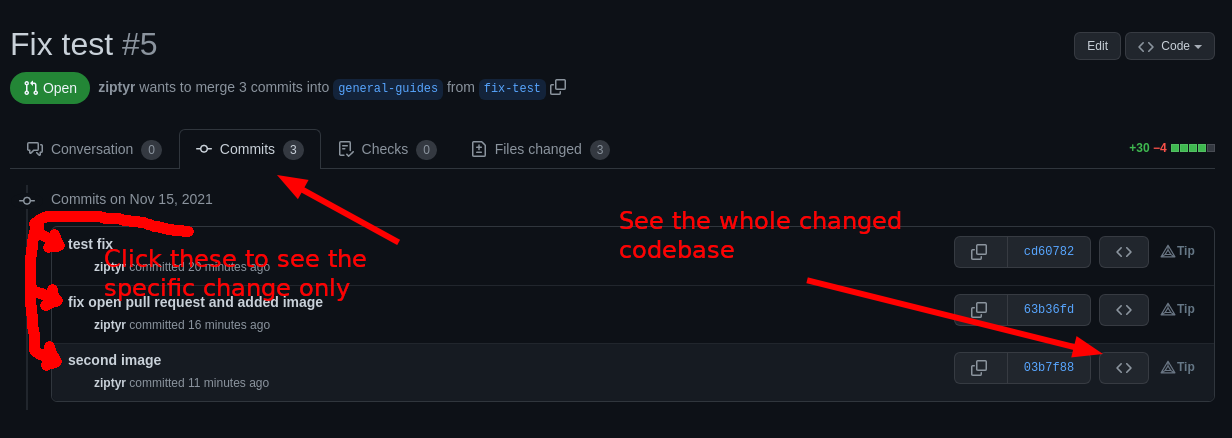 Fix test #5
Edit
Code
Open
ziptyr wants to merge 3 commits into general-guides from fix-test
Conversation 0
Commits 3
Checks 0
Files changed 3
+30 −4
Commits on Nov 15, 2021
See the whole changed
codebase
test fix
Click these to see the
specific change only
ziptyr committed 20 minutes ago
cd60782
Tip
fix open pull request and added image
ziptyr committed 16 minutes ago
63b36fd
Tip
second image
ziptyr committed 11 minutes ago
03b7f88
Tip